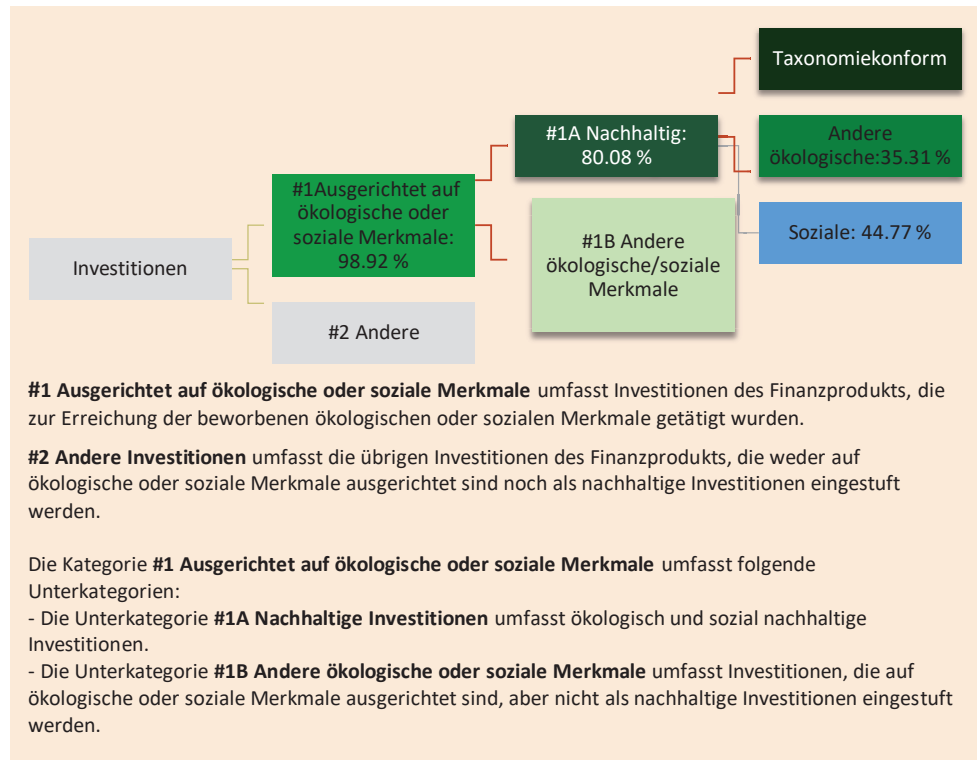 Taxonomiekonform
#1A Nachhaltig:
80.08 %
Andere
ökologische:35.31 %
#1Ausgerichtet auf
ökologische oder
soziale Merkmale:
98.92 %
Soziale: 44.77 %
#1B Andere
ökologische/soziale
Merkmale
Investitionen
#2 Andere
#1 Ausgerichtet auf ökologische oder soziale Merkmale umfasst Investitionen des Finanzprodukts, die
zur Erreichung der beworbenen ökologischen oder sozialen Merkmale getätigt wurden.
#2 Andere Investitionen umfasst die übrigen Investitionen des Finanzprodukts, die weder auf
ökologische oder soziale Merkmale ausgerichtet sind noch als nachhaltige Investitionen eingestuft
werden.
Die Kategorie #1 Ausgerichtet auf ökologische oder soziale Merkmale umfasst folgende
Unterkategorien:
- Die Unterkategorie #1A Nachhaltige Investitionen umfasst ökologisch und sozial nachhaltige
Investitionen.
- Die Unterkategorie #1B Andere ökologische oder soziale Merkmale umfasst Investitionen, die auf
ökologische oder soziale Merkmale ausgerichtet sind, aber nicht als nachhaltige Investitionen eingestuft
werden.